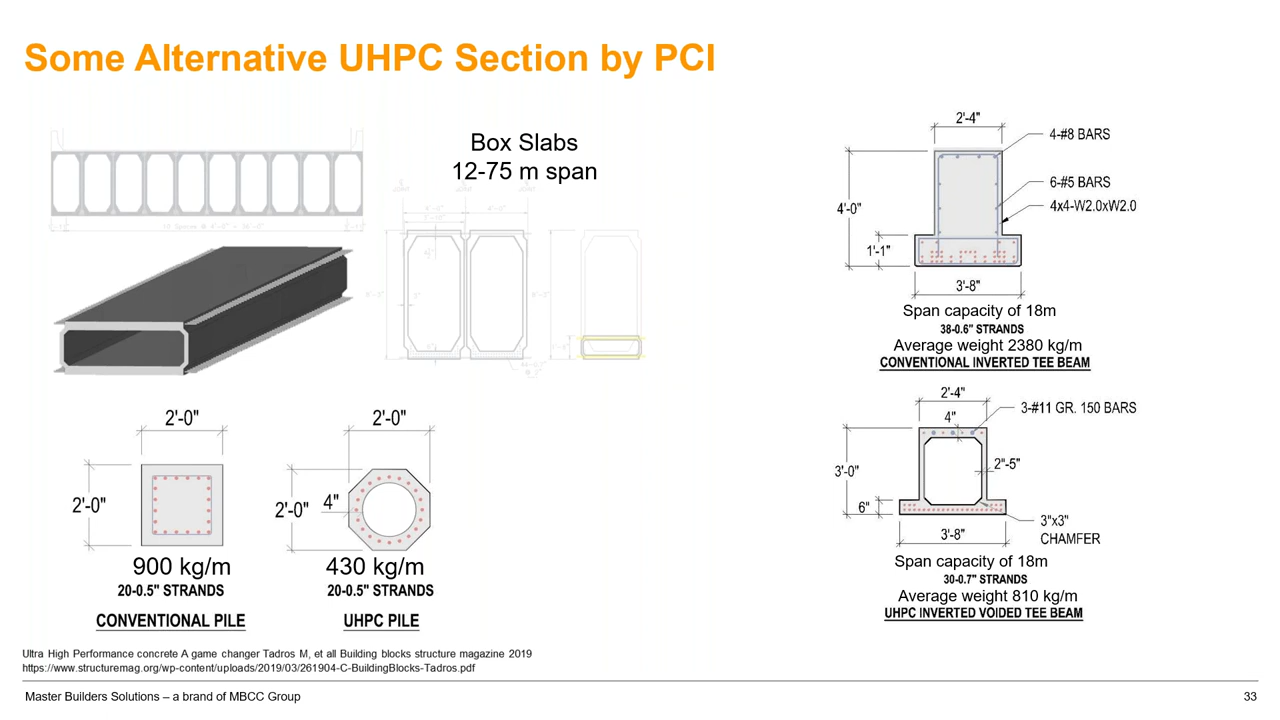 Some Alternative UHPC Section by PCI
Box Slabs
12-75 m span
2'-0"
2'-0"
900 kg/m
20-0.5" STRANDS
CONVENTIONAL PILE
2'-0"
2'-0"
4"
430 kg/m
20-0.5" STRANDS
UHPC PILE
2'-4"
4-#8 BARS
6-#5 BARS
4x4-W2.0xW2.0
4'-0"
1'-1"
3'-8"
Span capacity of 18m
38-0.6" STRANDS
Average weight 2380 kg/m
CONVENTIONAL INVERTED TEE BEAM
2'-4"
3-#11 GR. 150 BARS
4"
2"-5"
3'-0"
6"
3"x3"
CHAMFER
3'-8"
Span capacity of 18m
30-0.7" STRANDS
Average weight 810 kg/m
UHPC INVERTED VOIDED TEE BEAM
Ultra High Performance concrete A game changer Tadros M, et all Building blocks structure magazine 2019
https://www.structuremag.org/wp-content/uploads/2019/03/261904-C-BuildingBlocks-Tadros.pdf
Master Builders Solutions – a brand of MBCC Group
33